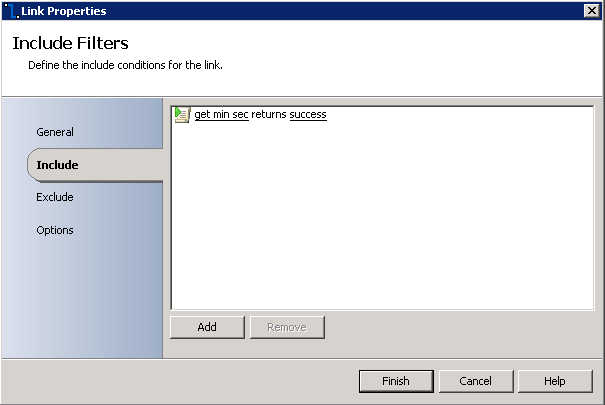 Link Properties
Include Filters
Define the include conditions for the link.
General
Include
Exclude
Options
get min sec returns success
Add
Remove
Finish
Cancel
Help